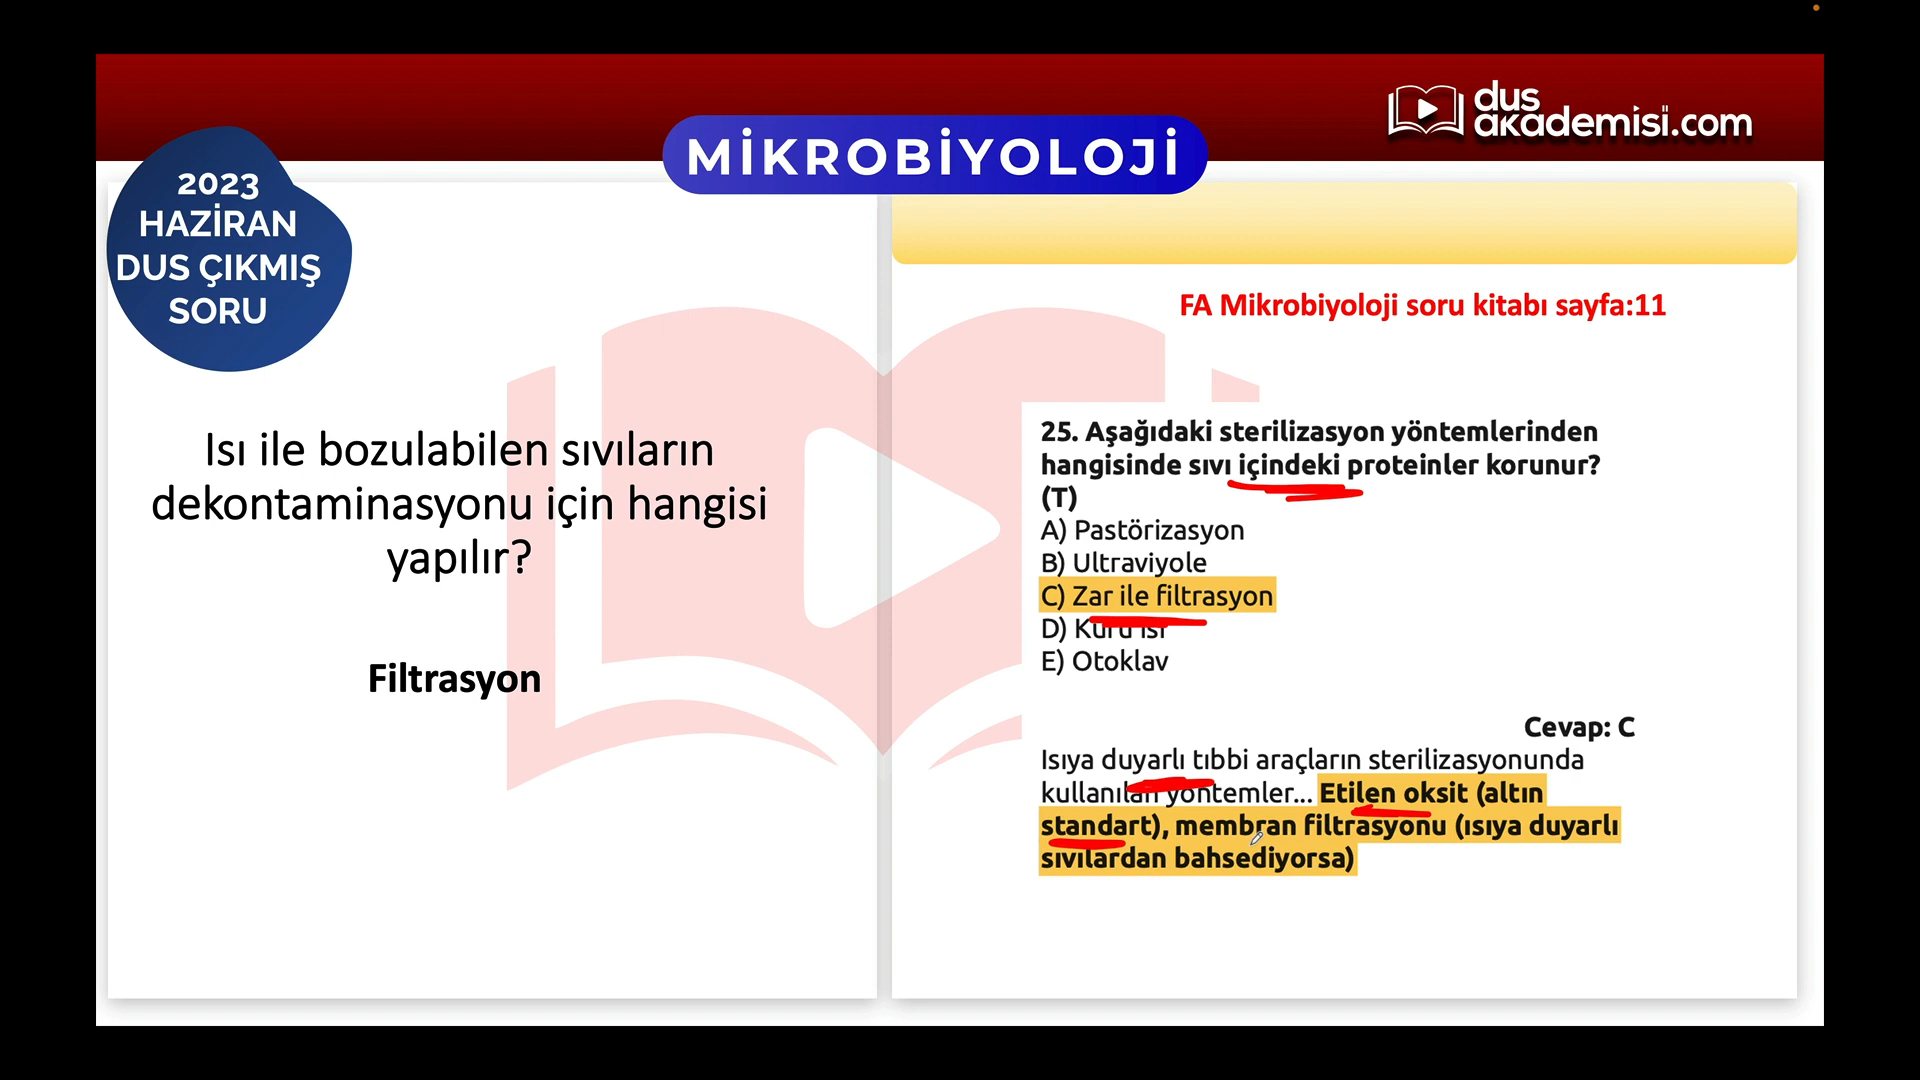 dus
akademisi.com
MİKROBİYOLOJİ
2023
HAZİRAN
DUS ÇIKMIŞ
SORU
Isı ile bozulabilen sıvıların
dekontaminasyonu için hangisi
yapılır?
Filtrasyon
FA Mikrobiyoloji soru kitabı sayfa:11
25. Aşağıdaki sterilizasyon yöntemlerinden
hangisinde sıvı içindeki proteinler korunur?
(T)
A) Pastörizasyon
B) Ultraviyole
C) Zar ile filtrasyon
D) Kuru ısı
E) Otoklav
Cevap: C
Isıya duyarlı tıbbi araçların sterilizasyonunda
kullanılan yöntemler... Etilen oksit (altın
standart), membran filtrasyonu (ısıya duyarlı
sıvılardan bahsediyorsa)